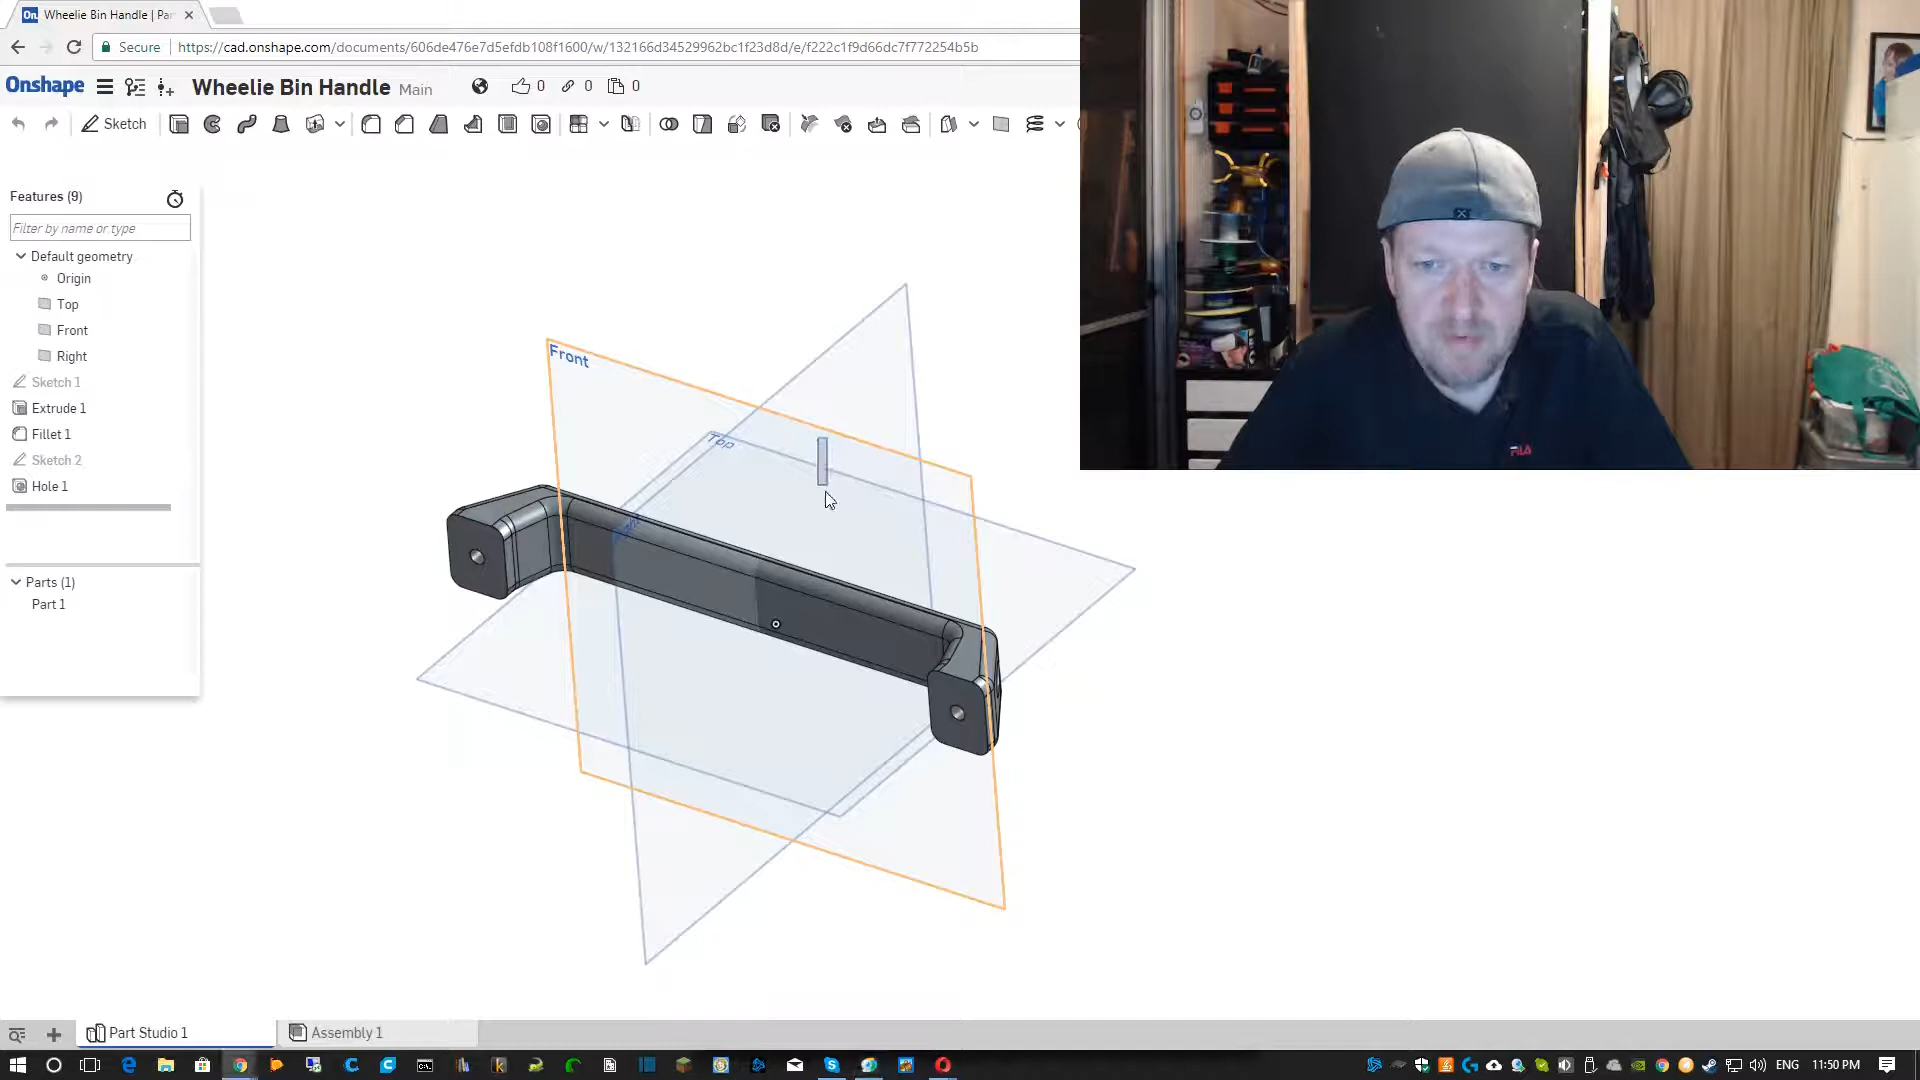 On Wheelie Bin Handle | Par
Secure
https://cad.onshape.com/documents/606de476e7d5efdb108f1600/w/132166d34529962bc1f23d8d/e/f222c1f9d66dc7f772254b5b
Onshape
Wheelie Bin Handle Main
0 0 0
Sketch
Features (9)
Filter by name or type
Default geometry
Origin
Top
Front
Right
Sketch 1
Extrude 1
Fillet 1
Sketch 2
Hole 1
Parts (1)
Part 1
Front
Top
Right
FILA
Part Studio 1
Assembly 1
ENG
11:50 PM